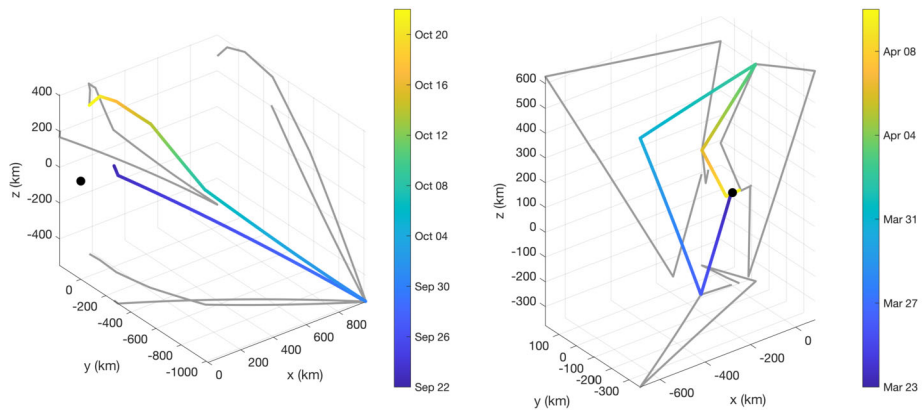 400
200
0
-200
-400
z (km)
0
-200
-400
-600
-800
-1000
y (km)
0
200
400
600
800
x (km)
Oct 20
Oct 16
Oct 12
Oct 08
Oct 04
Sep 30
Sep 26
Sep 22
600
500
400
300
200
100
0
-100
-200
-300
z (km)
100
0
-100
-200
-300
y (km)
-600
-400
-200
0
x (km)
Apr 08
Apr 04
Mar 31
Mar 27
Mar 23